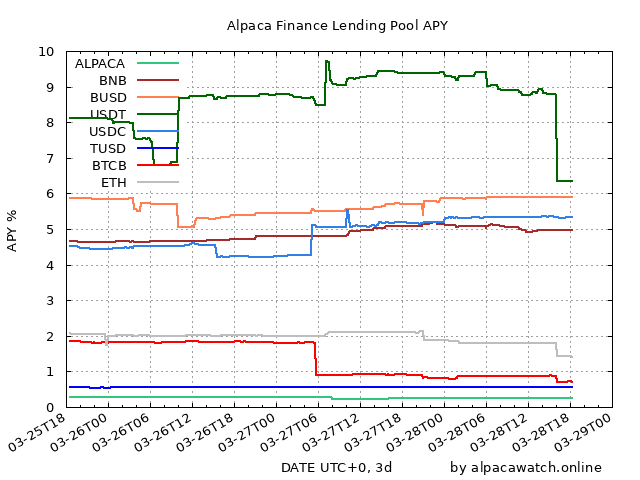 Alpaca Finance Lending Pool APY
10
9
8
7
6
5
4
3
2
1
0
APY %
ALPACA
BNB
BUSD
USDT
USDC
TUSD
BTCB
ETH
03-25T18
03-26T00
03-26T06
03-26T12
03-26T18
03-27T00
03-27T06
03-27T12
03-27T18
03-28T00
03-28T06
03-28T12
03-28T18
03-29T00
DATE UTC+0, 3d
by alpacawatch.online